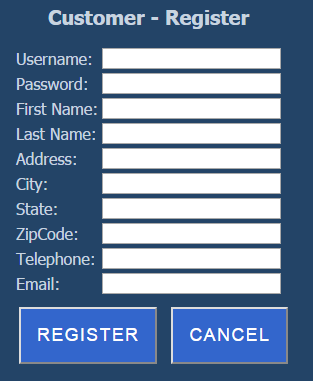 Customer - Register
Username:
Password:
First Name:
Last Name:
Address:
City:
State:
ZipCode:
Telephone:
Email:
REGISTER CANCEL